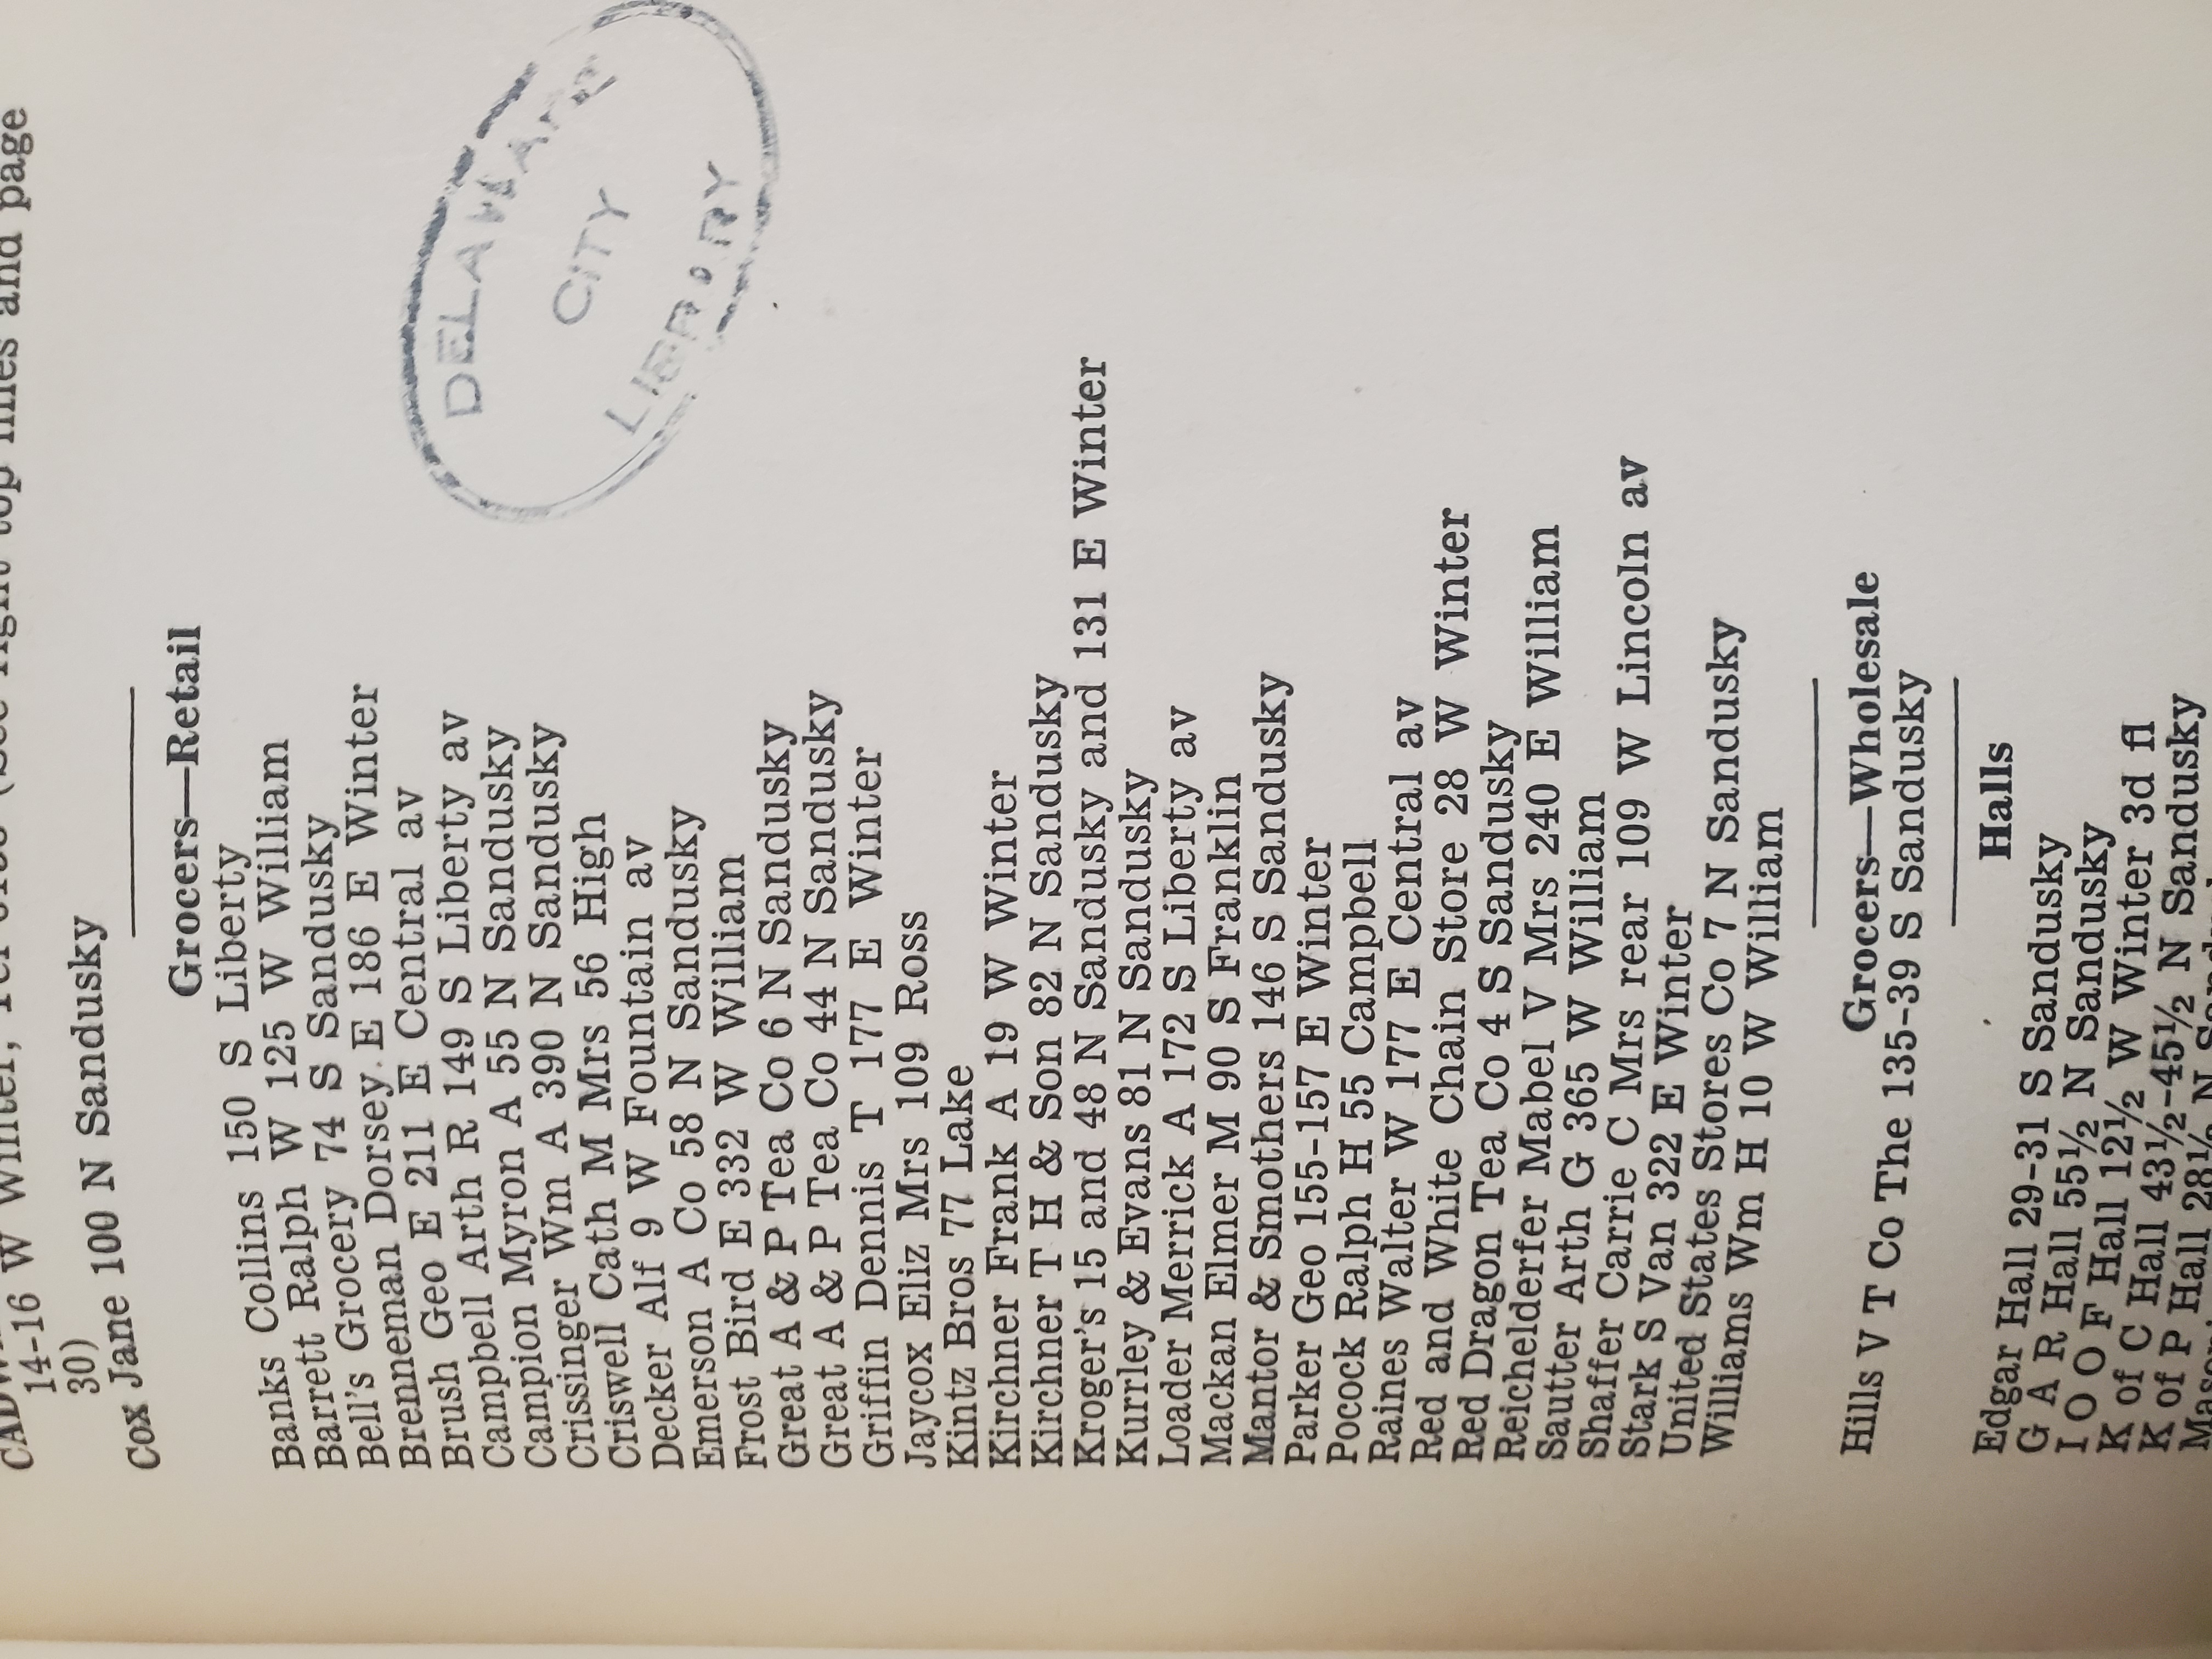 14-16 W Winter,
30)
Cox Jane 100 N Sandusky
Grocers—Retail
Banks Collins 150 S Liberty
Barrett Ralph W 125 W William
Bell's Grocery 74 S Sandusky
Brenneman Dorsey E 186 E Winter
Brush Geo E 211 E Central av
Campbell Arth R 149 S Liberty av
Campion Myron A 55 N Sandusky
Crissinger Wm A 390 N Sandusky
Criswell Cath M Mrs 56 High
Decker Alf 9 W Fountain av
Emerson A Co 58 N Sandusky
Frost Bird E 332 W William
Great A & P Tea Co 6 N Sandusky
Great A & P Tea Co 44 N Sandusky
Griffin Dennis T 177 E Winter
Jaycox Eliz Mrs 109 Ross
Kintz Bros 77 Lake
Kirchner Frank A 19 W Winter
Kirchner T H & Son 82 N Sandusky
Kroger's 15 and 48 N Sandusky and 131 E Winter
Kurrley & Evans 81 N Sandusky
Loader Merrick A 172 S Liberty av
Mackan Elmer M 90 S Franklin
Mantor & Smothers 146 S Sandusky
Parker Geo 155-157 E Winter
Pocock Ralph H 55 Campbell
Raines Walter W 177 E Central av
Red and White Chain Store 28 W Winter
Red Dragon Tea Co 4 S Sandusky
Reichelderfer Mabel V Mrs 240 E William
Sautter Arth G 365 W William
Shaffer Carrie C Mrs rear 109 W Lincoln av
Stark S Van 322 E Winter
United States Stores Co 7 N Sandusky
Williams Wm H 10 W William
Grocers—Wholesale
Hills V T Co The 135-39 S Sandusky
Halls
Edgar Hall 29-31 S Sandusky
G A R Hall 55½ N Sandusky
I O O F Hall 12½ W Winter 3d fl
K of C Hall 43½-45½ N Sandusky
K of P Hall 28½ N
DELAWARE
CITY
LIBRARY